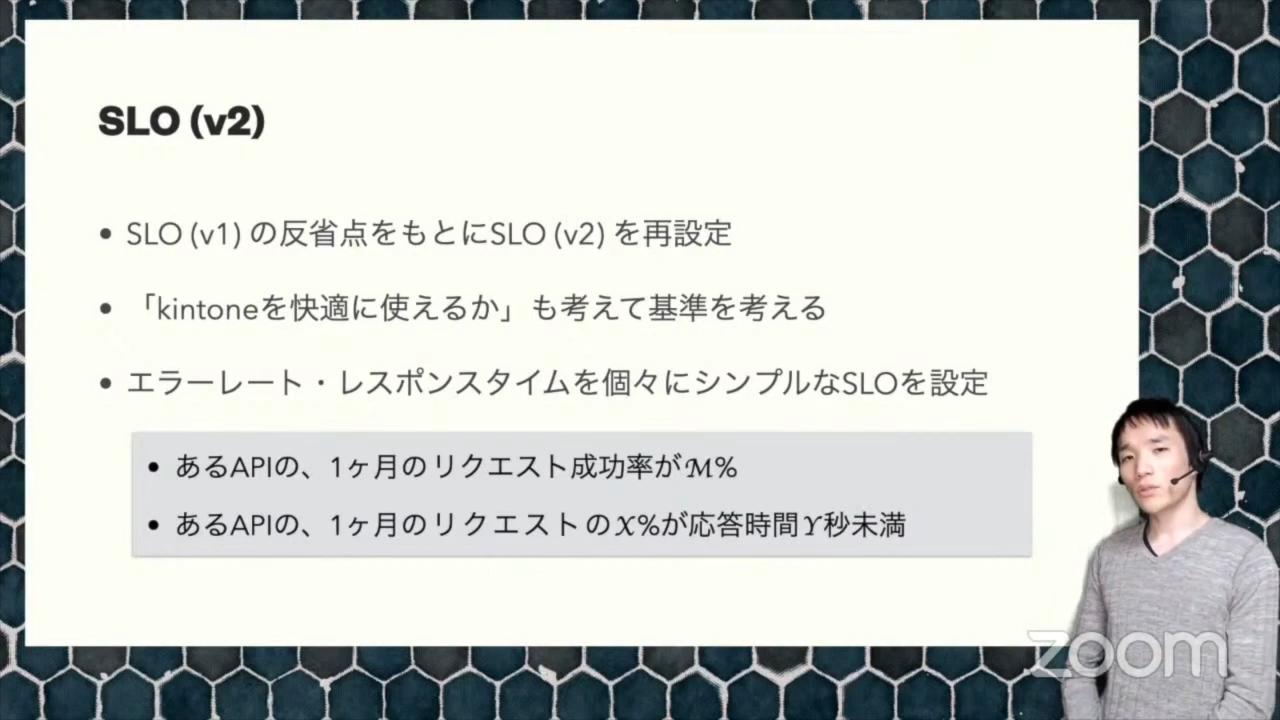 SLO (v2)
• SLO (v1) の反省点をもとにSLO (v2) を再設定
• 「kintoneを快適に使えるか」も考えて基準を考える
• エラーレート・レスポンスタイムを個々にシンプルなSLOを設定
• あるAPIの、1ヶ月のリクエスト成功率がM%
• あるAPIの、1ヶ月のリクエストのX%が応答時間Y秒未満
zoom